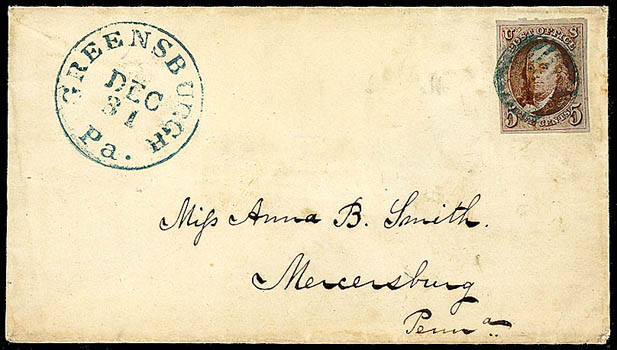 GREENSBURGH
DEC
31
Pa.
U S
POST OFFICE
5 FIVE CENTS 5
Miss Anna B. Smith.
Mercersburg
Penna.